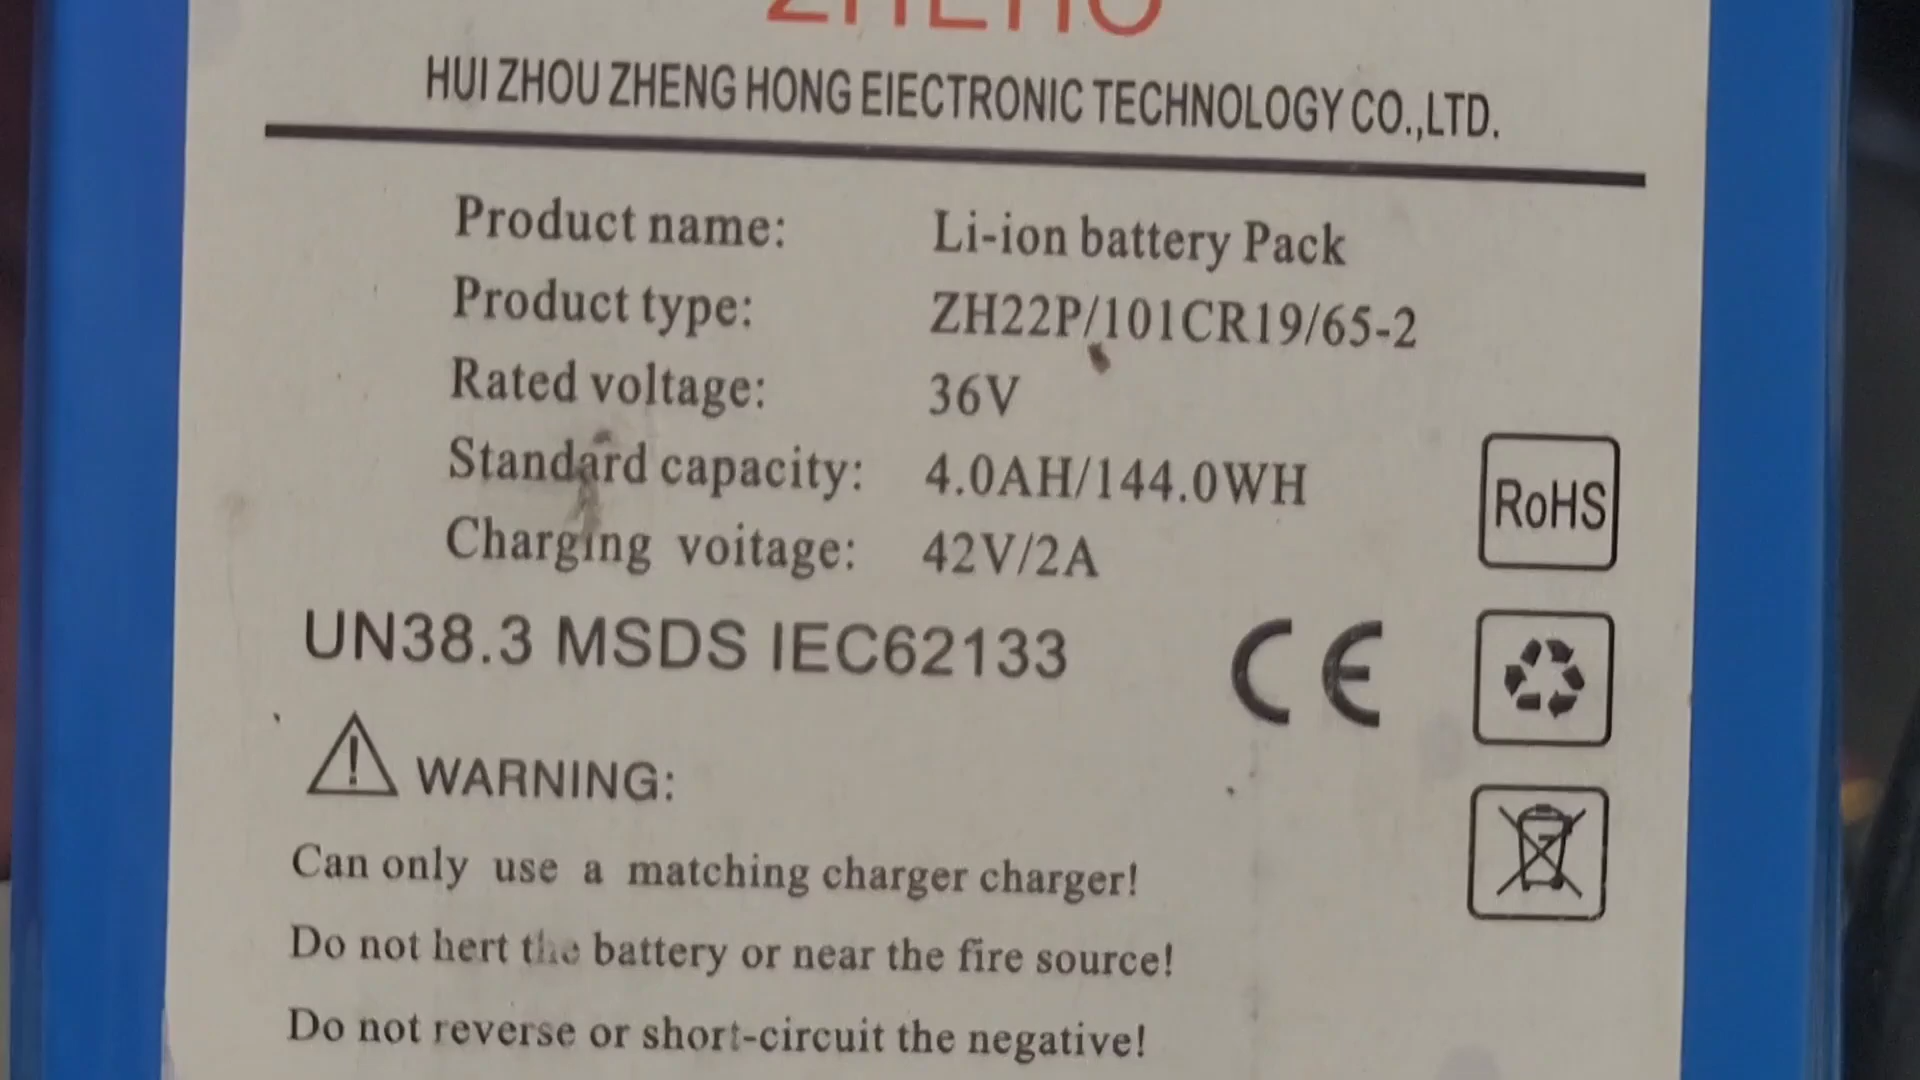 ZHEHO
HUI ZHOU ZHENG HONG EIECTRONIC TECHNOLOGY CO.,LTD.
Product name: Li-ion battery Pack
Product type: ZH22P/101CR19/65-2
Rated voltage: 36V
Standard capacity: 4.0AH/144.0WH
Charging voitage: 42V/2A
RoHS
UN38.3 MSDS IEC62133 CE
WARNING:
Can only use a matching charger charger!
Do not hert the battery or near the fire source!
Do not reverse or short-circuit the negative!